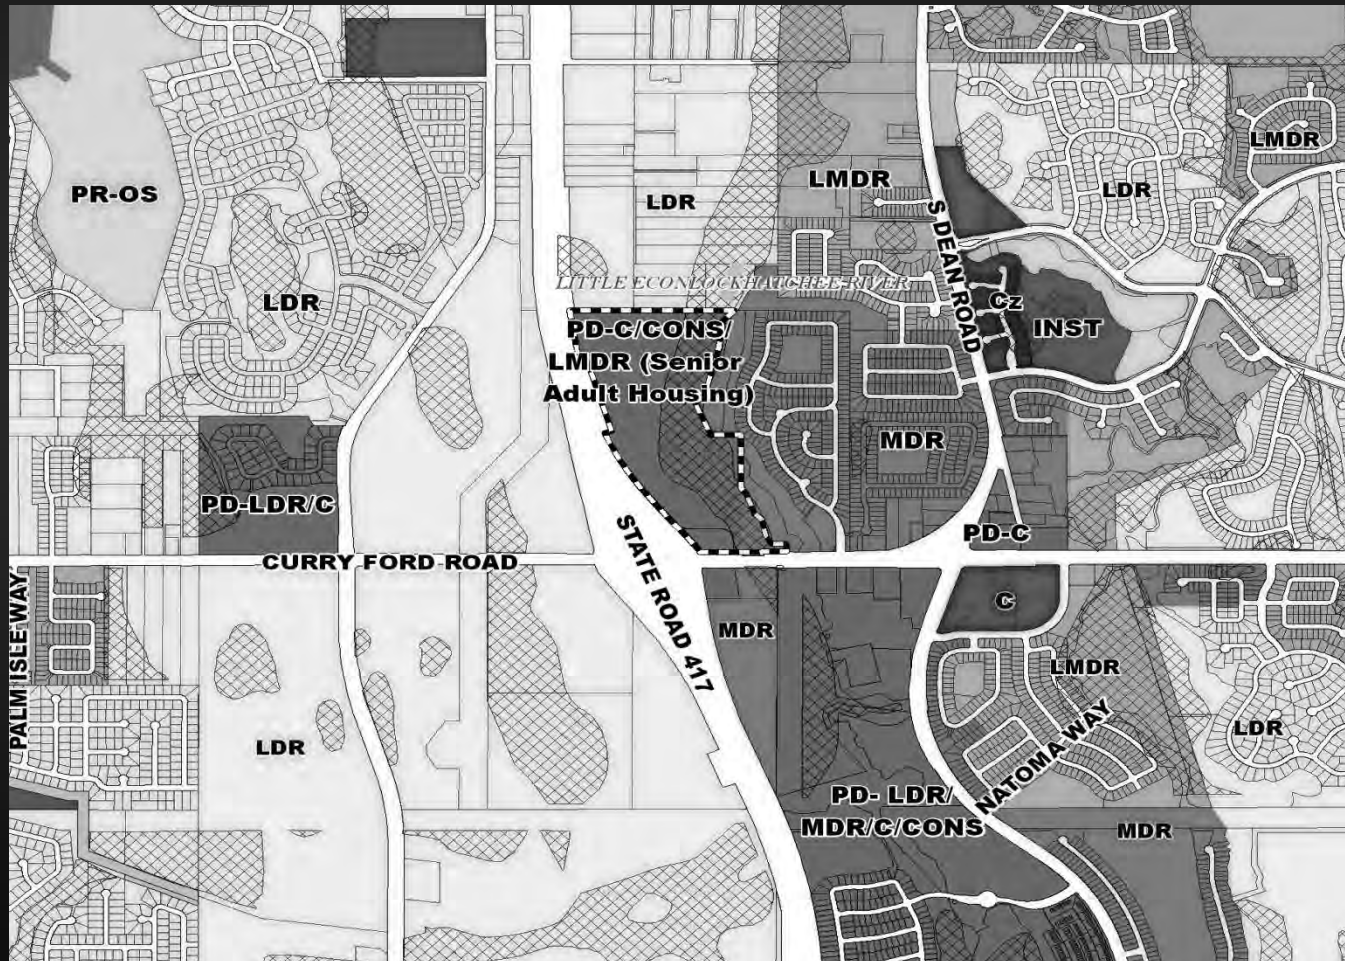 LMDR
PR-OS
LDR
LMDR
LDR
S DEAN ROAD
LITTLE ECONLOCKHATCHEE RIVER
LDR
Cz
INST
PD-C/CONS/
LMDR (Senior
Adult Housing)
MDR
PD-LDR/C
PD-C
CURRY FORD ROAD
STATE ROAD 417
PALM ISLE WAY
C
MDR
LMDR
LDR
LDR
NATOMA WAY
PD- LDR/
MDR/C/CONS
MDR